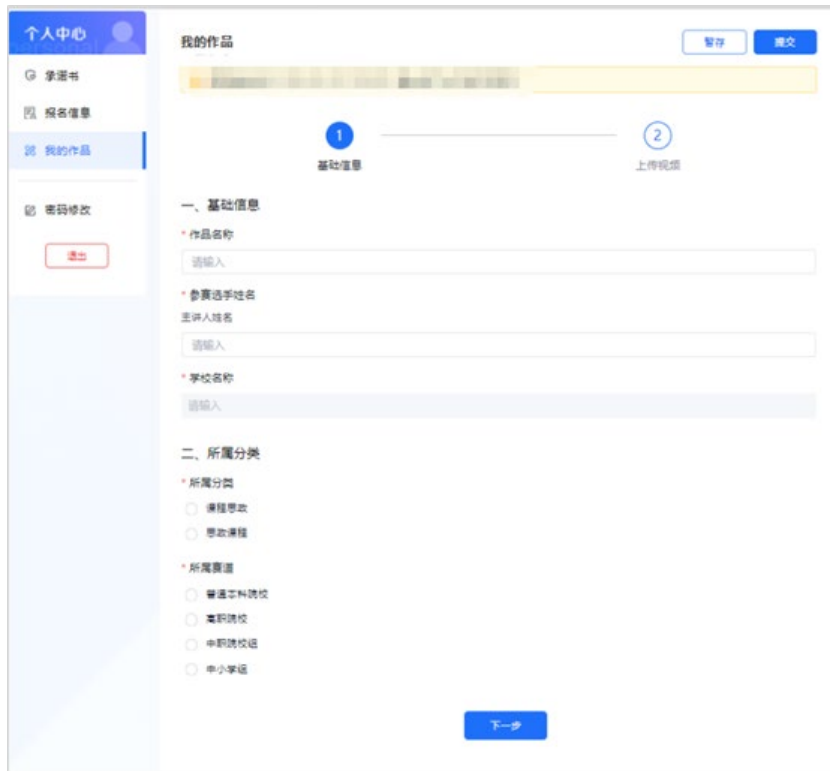 个人中心
personal
承诺书
报名信息
我的作品
密码修改
退出
我的作品
暂存
提交
1
2
基础信息
上传视频
一、基础信息
* 作品名称
请输入
* 参赛选手姓名
主讲人姓名
请输入
* 学校名称
请输入
二、所属分类
* 所属分类
课程思政
思政课程
* 所属赛道
普通本科院校
高职院校
中职院校组
中小学组
下一步